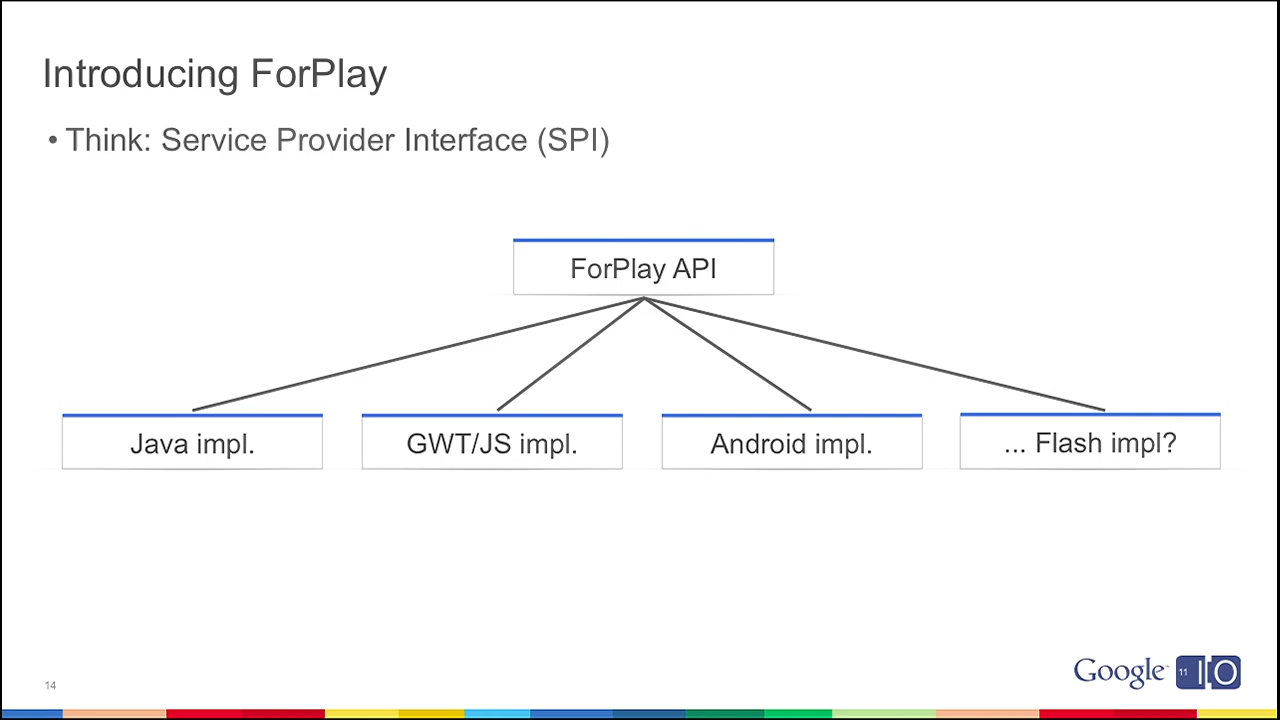 Introducing ForPlay
• Think: Service Provider Interface (SPI)
ForPlay API
Java impl.
GWT/JS impl.
Android impl.
... Flash impl?
14
Google 11 IO